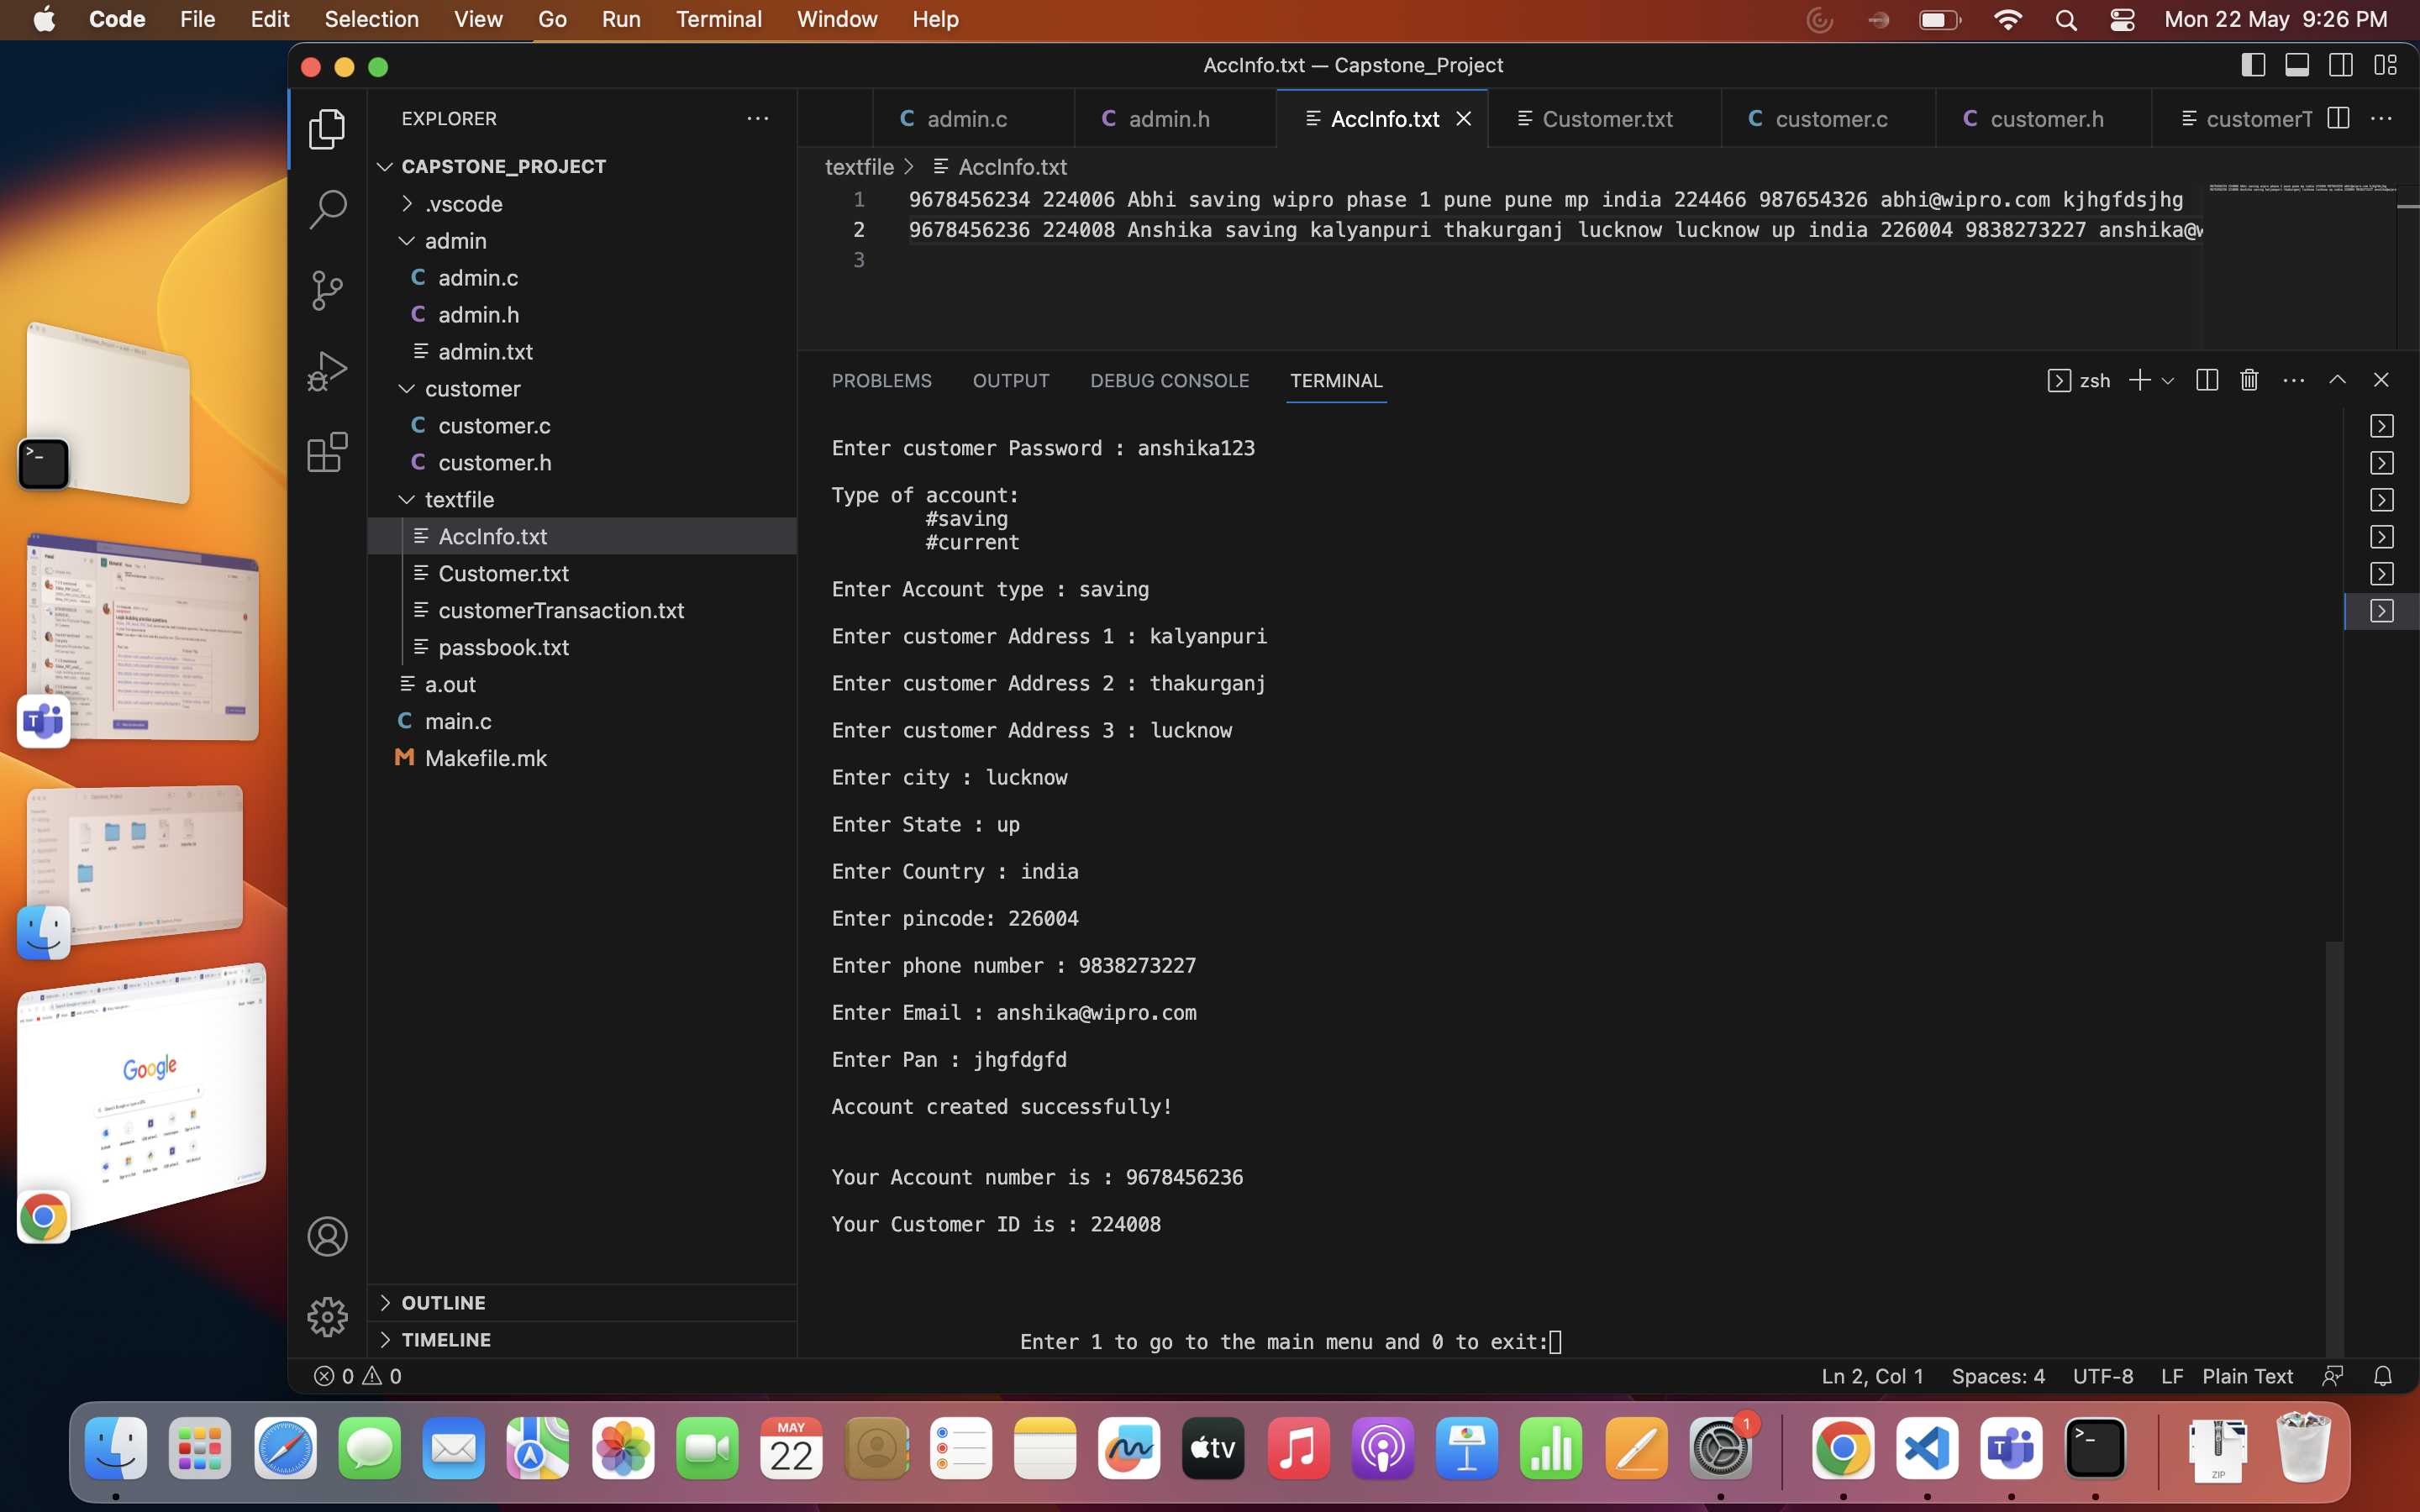 Code File Edit Selection View Go Run Terminal Window Help Mon 22 May 9:26 PM
AccInfo.txt — Capstone_Project
EXPLORER
CAPSTONE_PROJECT
.vscode
admin
admin.c
admin.h
admin.txt
customer
customer.c
customer.h
textfile
AccInfo.txt
Customer.txt
customerTransaction.txt
passbook.txt
a.out
main.c
Makefile.mk
OUTLINE
TIMELINE
admin.c admin.h AccInfo.txt Customer.txt customer.c customer.h customerT
textfile > AccInfo.txt
1 9678456234 224006 Abhi saving wipro phase 1 pune pune mp india 224466 987654326 abhi@wipro.com kjhgfdsjhg
2 9678456236 224008 Anshika saving kalyanpuri thakurganj lucknow lucknow up india 226004 9838273227 anshika@w
3
PROBLEMS OUTPUT DEBUG CONSOLE TERMINAL zsh
Enter customer Password : anshika123
Type of account:
#saving
#current
Enter Account type : saving
Enter customer Address 1 : kalyanpuri
Enter customer Address 2 : thakurganj
Enter customer Address 3 : lucknow
Enter city : lucknow
Enter State : up
Enter Country : india
Enter pincode: 226004
Enter phone number : 9838273227
Enter Email : anshika@wipro.com
Enter Pan : jhgfdgfd
Account created successfully!
Your Account number is : 9678456236
Your Customer ID is : 224008
Enter 1 to go to the main menu and 0 to exit:
0 0 Ln 2, Col 1 Spaces: 4 UTF-8 LF Plain Text
Google
MAY
22
tv
1
ZIP